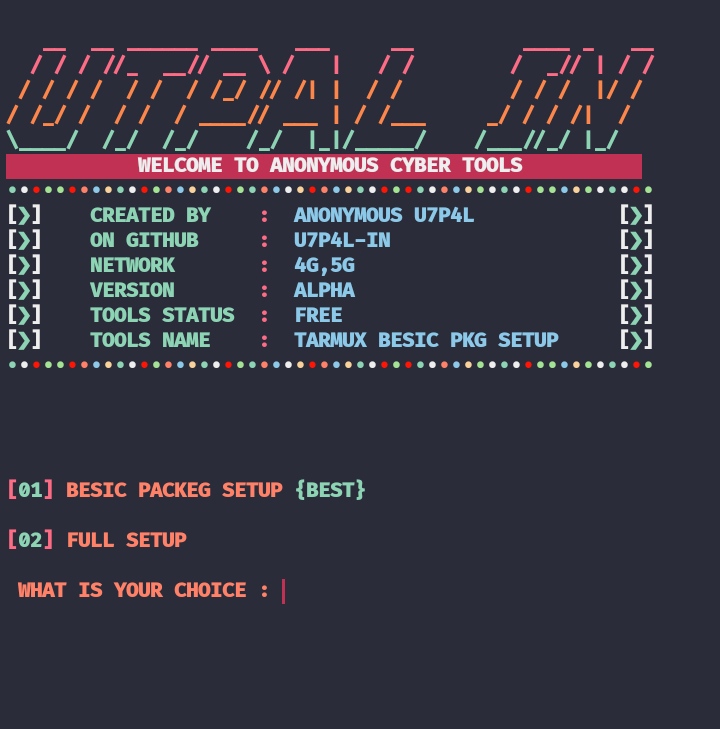 UTPAL IN
WELCOME TO ANONYMOUS CYBER TOOLS
[❯] CREATED BY : ANONYMOUS U7P4L [❯]
[❯] ON GITHUB : U7P4L-IN [❯]
[❯] NETWORK : 4G,5G [❯]
[❯] VERSION : ALPHA [❯]
[❯] TOOLS STATUS : FREE [❯]
[❯] TOOLS NAME : TARMUX BESIC PKG SETUP [❯]
[01] BESIC PACKEG SETUP {BEST}
[02] FULL SETUP
WHAT IS YOUR CHOICE :